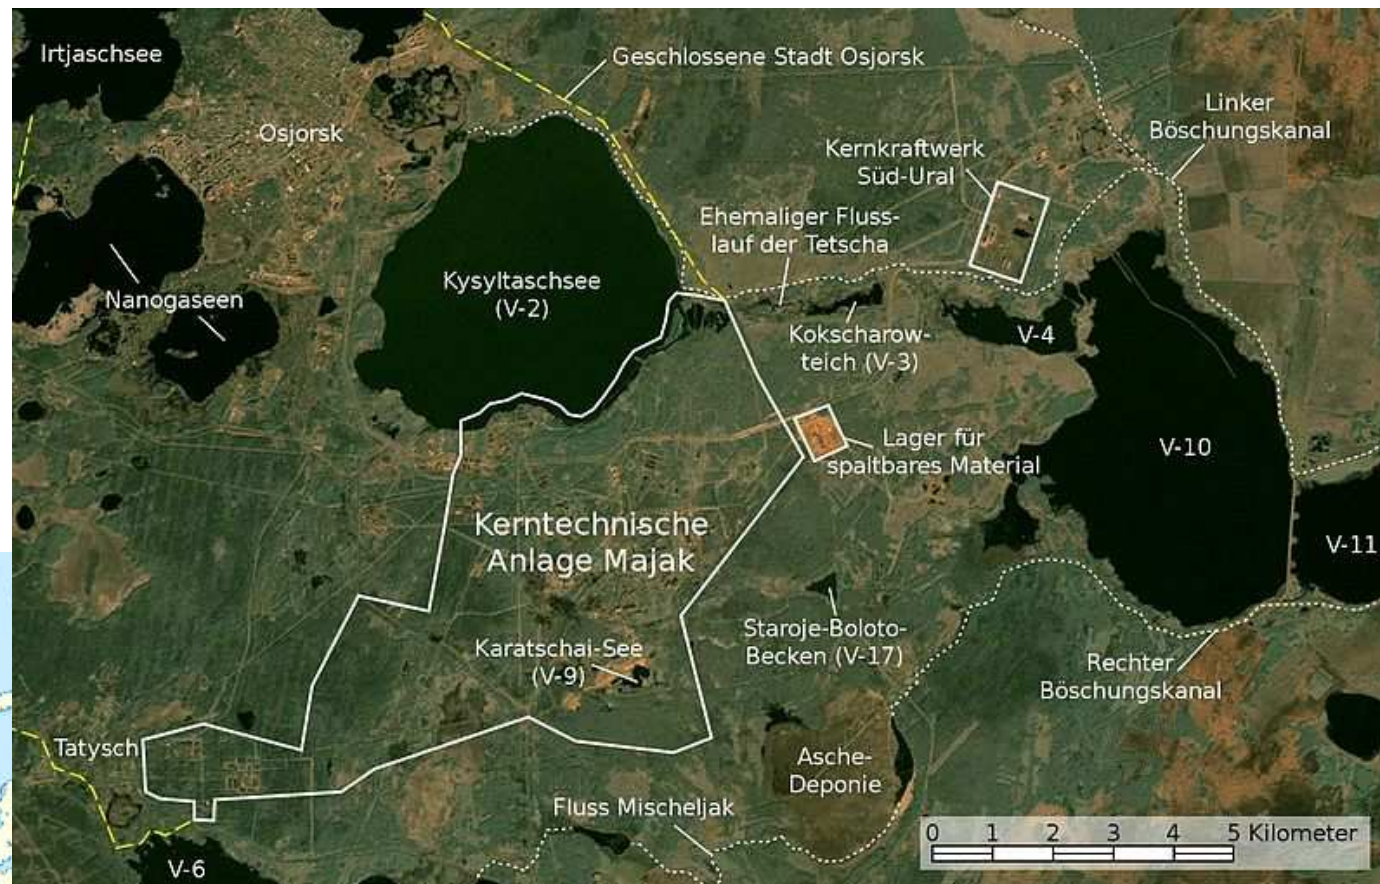 Irtjaschsee
Geschlossene Stadt Osjorsk
Osjorsk
Linker
Böschungskanal
Kernkraftwerk
Süd-Ural
Ehemaliger Fluss-
lauf der Tetscha
Nanogaseen
Kysyltaschsee
(V-2)
Kokscharow-
teich (V-3)
V-4
V-10
Lager für
spaltbares Material
Kerntechnische
Anlage Majak
V-11
Staroje-Boloto-
Becken (V-17)
Karatschai-See
(V-9)
Rechter
Böschungskanal
Tatysch
Asche-
Deponie
Fluss Mischeljak
0 1 2 3 4 5 Kilometer
V-6